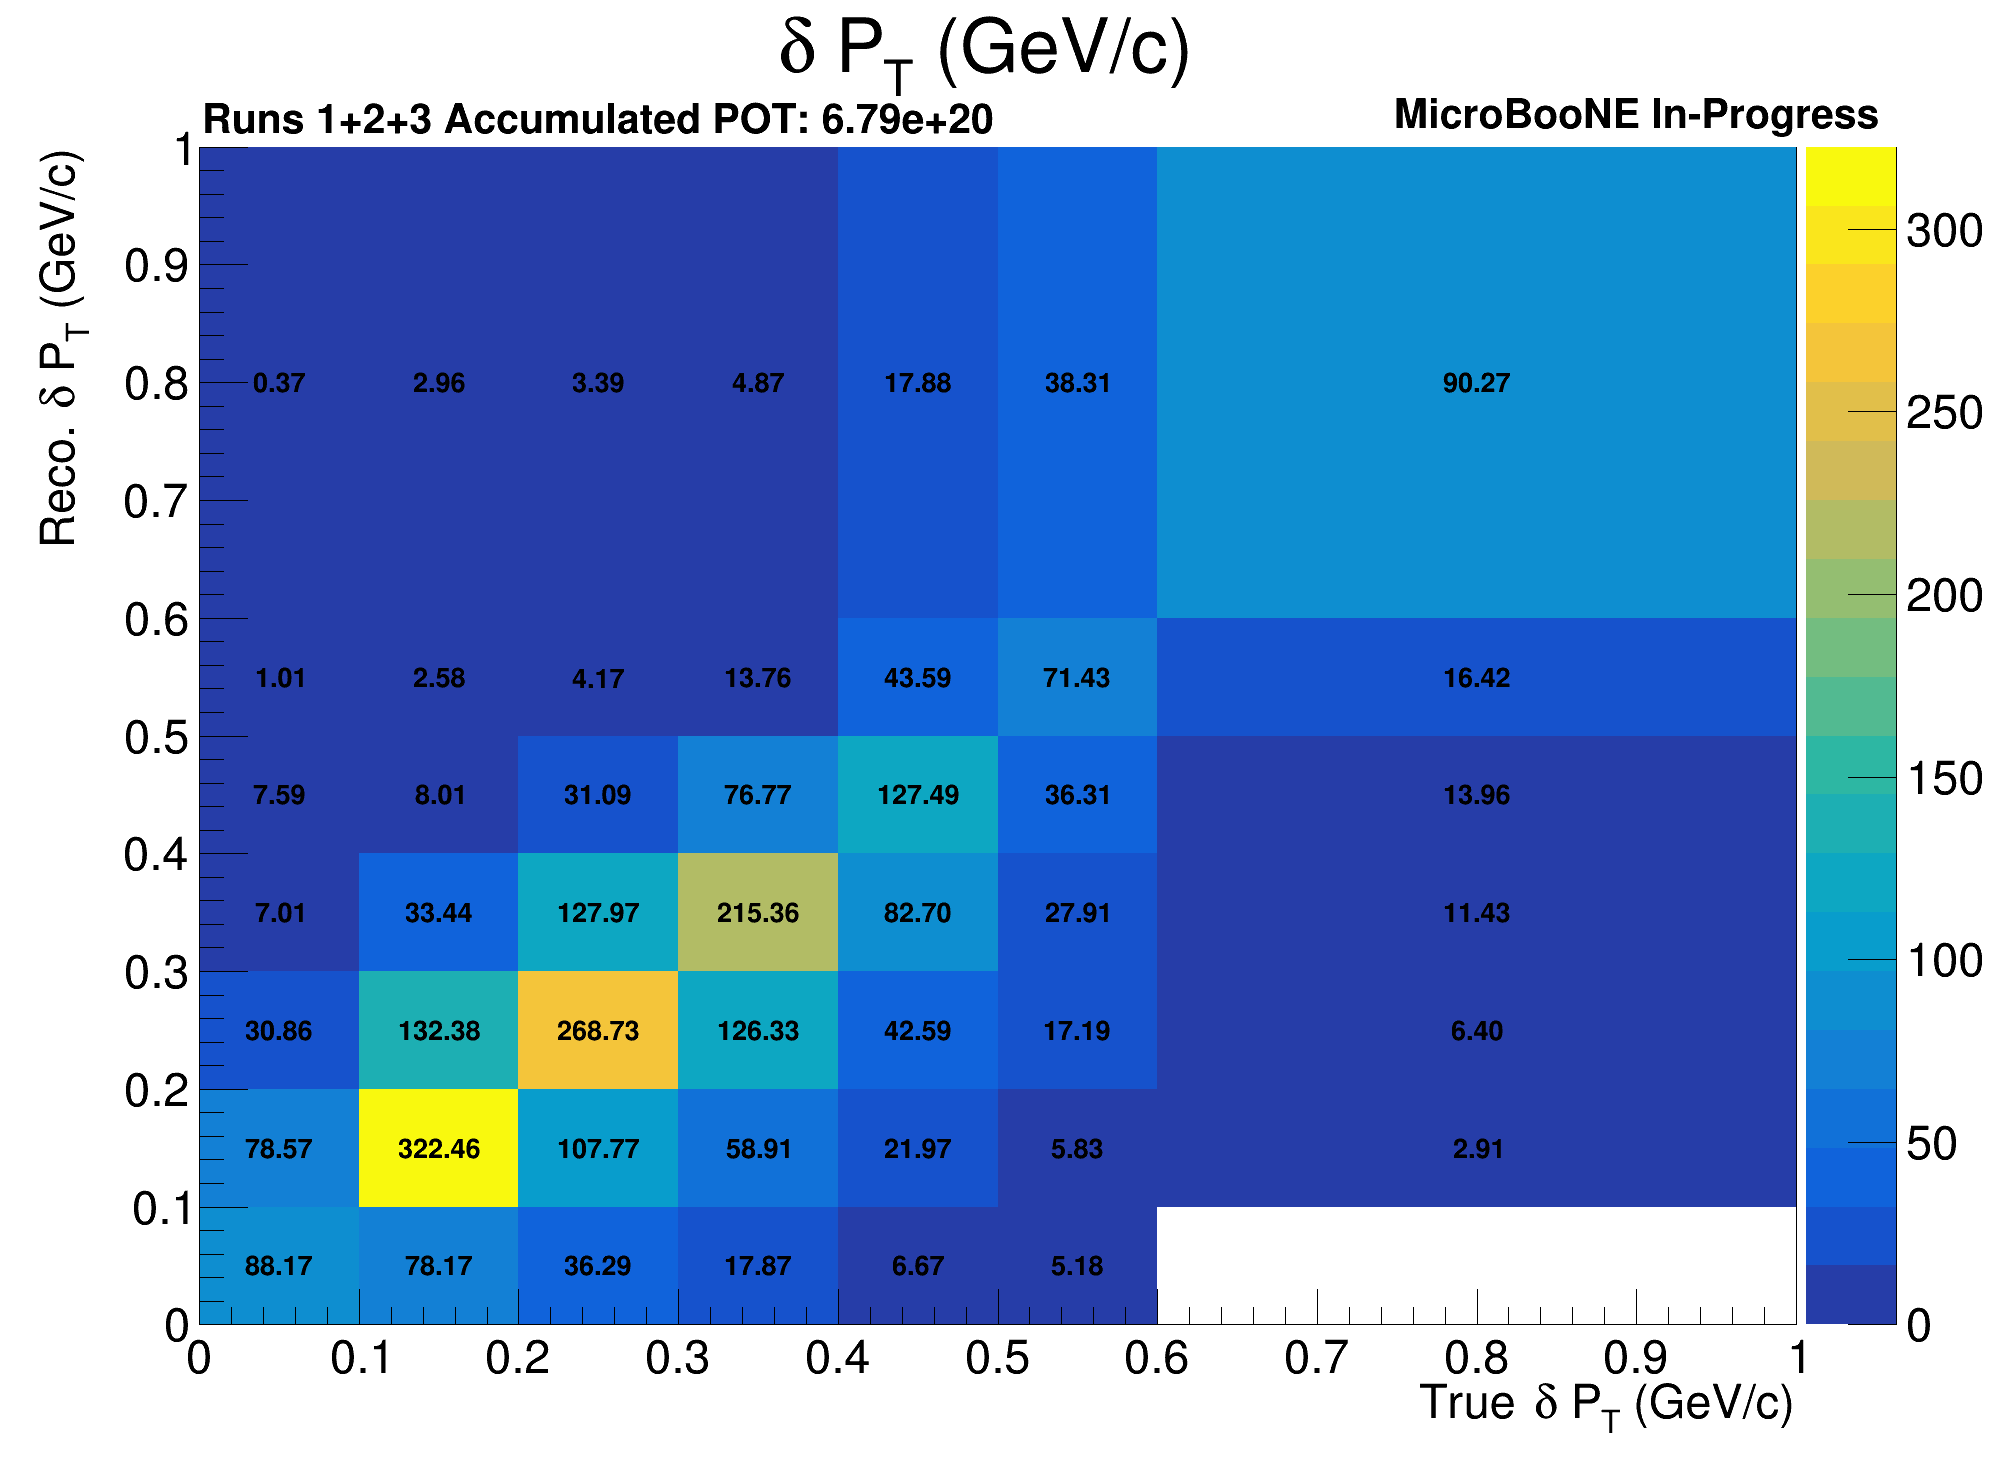 δ P_T (GeV/c)
Runs 1+2+3 Accumulated POT: 6.79e+20
MicroBooNE In-Progress
Reco. δ P_T (GeV/c)
1
0.9
0.8
0.7
0.6
0.5
0.4
0.3
0.2
0.1
0
0.37 2.96 3.39 4.87 17.88 38.31 90.27
1.01 2.58 4.17 13.76 43.59 71.43 16.42
7.59 8.01 31.09 76.77 127.49 36.31 13.96
7.01 33.44 127.97 215.36 82.70 27.91 11.43
30.86 132.38 268.73 126.33 42.59 17.19 6.40
78.57 322.46 107.77 58.91 21.97 5.83 2.91
88.17 78.17 36.29 17.87 6.67 5.18
0 0.1 0.2 0.3 0.4 0.5 0.6 0.7 0.8 0.9 1
True δ P_T (GeV/c)
300
250
200
150
100
50
0